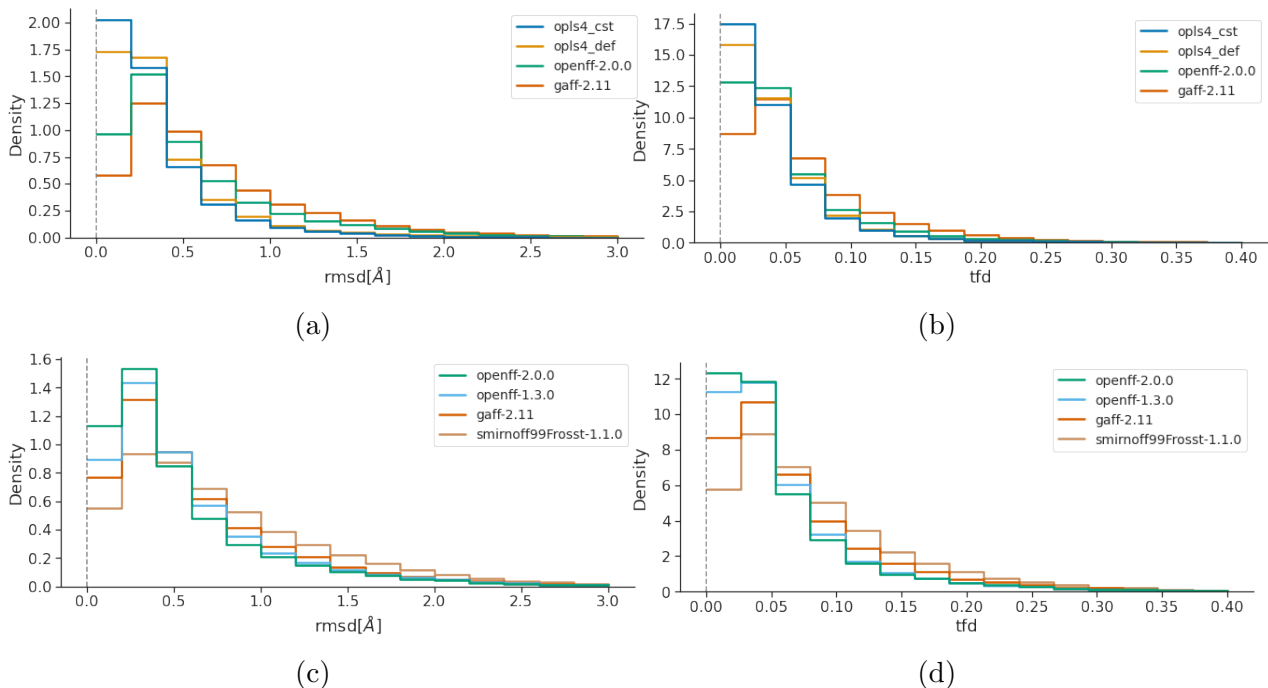 2.00
1.75
1.50
1.25
1.00
0.75
0.50
0.25
0.00
Density
0.0 0.5 1.0 1.5 2.0 2.5 3.0
rmsd[Å]
opls4_cst
opls4_def
openff-2.0.0
gaff-2.11
(a)
17.5
15.0
12.5
10.0
7.5
5.0
2.5
0.0
Density
0.00 0.05 0.10 0.15 0.20 0.25 0.30 0.35 0.40
tfd
opls4_cst
opls4_def
openff-2.0.0
gaff-2.11
(b)
1.6
1.4
1.2
1.0
0.8
0.6
0.4
0.2
0.0
Density
0.0 0.5 1.0 1.5 2.0 2.5 3.0
rmsd[Å]
openff-2.0.0
openff-1.3.0
gaff-2.11
smirnoff99Frosst-1.1.0
(c)
12
10
8
6
4
2
0
Density
0.00 0.05 0.10 0.15 0.20 0.25 0.30 0.35 0.40
tfd
openff-2.0.0
openff-1.3.0
gaff-2.11
smirnoff99Frosst-1.1.0
(d)